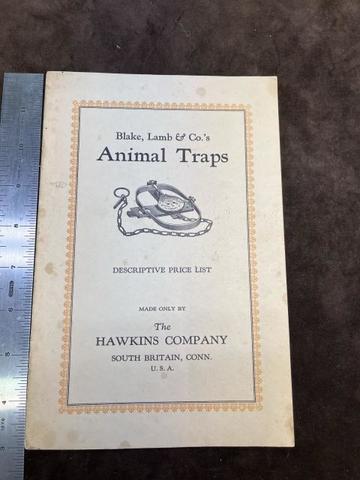 Blake, Lamb & Co.'s
Animal Traps
DESCRIPTIVE PRICE LIST
MADE ONLY BY
The
HAWKINS COMPANY
SOUTH BRITAIN, CONN.
U. S. A.